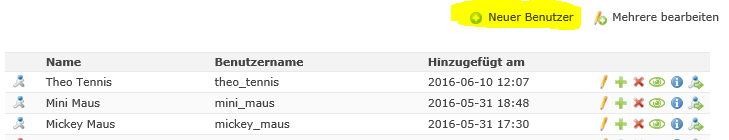 Neuer Benutzer Mehrere bearbeiten
Name Benutzername Hinzugefügt am
Theo Tennis theo_tennis 2016-06-10 12:07
Mini Maus mini_maus 2016-05-31 18:48
Mickey Maus mickey_maus 2016-05-31 17:30